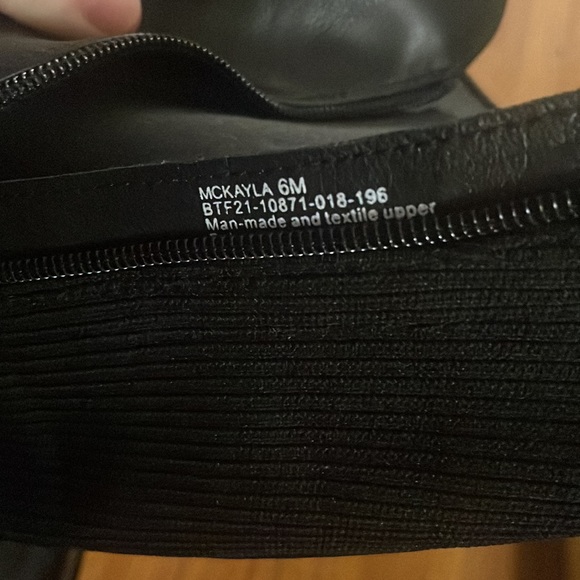 MCKAYLA 6M
BTF21-10871-018-196
Man-made and textile upper